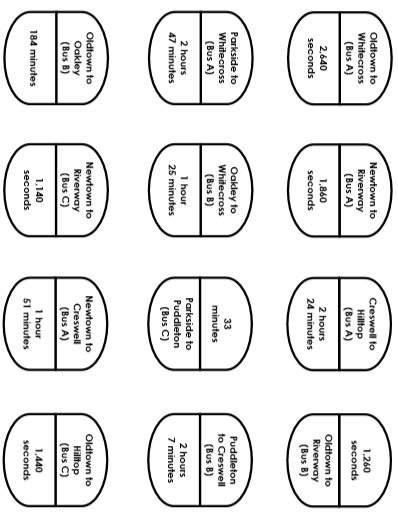 Oldtown to
Whitecross
(Bus A)
2,640
seconds
Newtown to
Riverway
(Bus A)
1,860
seconds
Creswell to
Hilltop
(Bus A)
2 hours
24 minutes
1,260
seconds
Oldtown to
Riverway
(Bus B)
Parkside to
Whitecross
(Bus A)
2 hours
47 minutes
Oakley to
Whitecross
(Bus B)
1 hour
25 minutes
33
minutes
Parkside to
Puddleton
(Bus C)
Puddleton
to Creswell
(Bus B)
2 hours
7 minutes
Oldtown to
Oakley
(Bus B)
184 minutes
Newtown to
Riverway
(Bus C)
1,140
seconds
Newtown to
Creswell
(Bus A)
1 hour
51 minutes
Oldtown to
Hilltop
(Bus C)
1,440
seconds